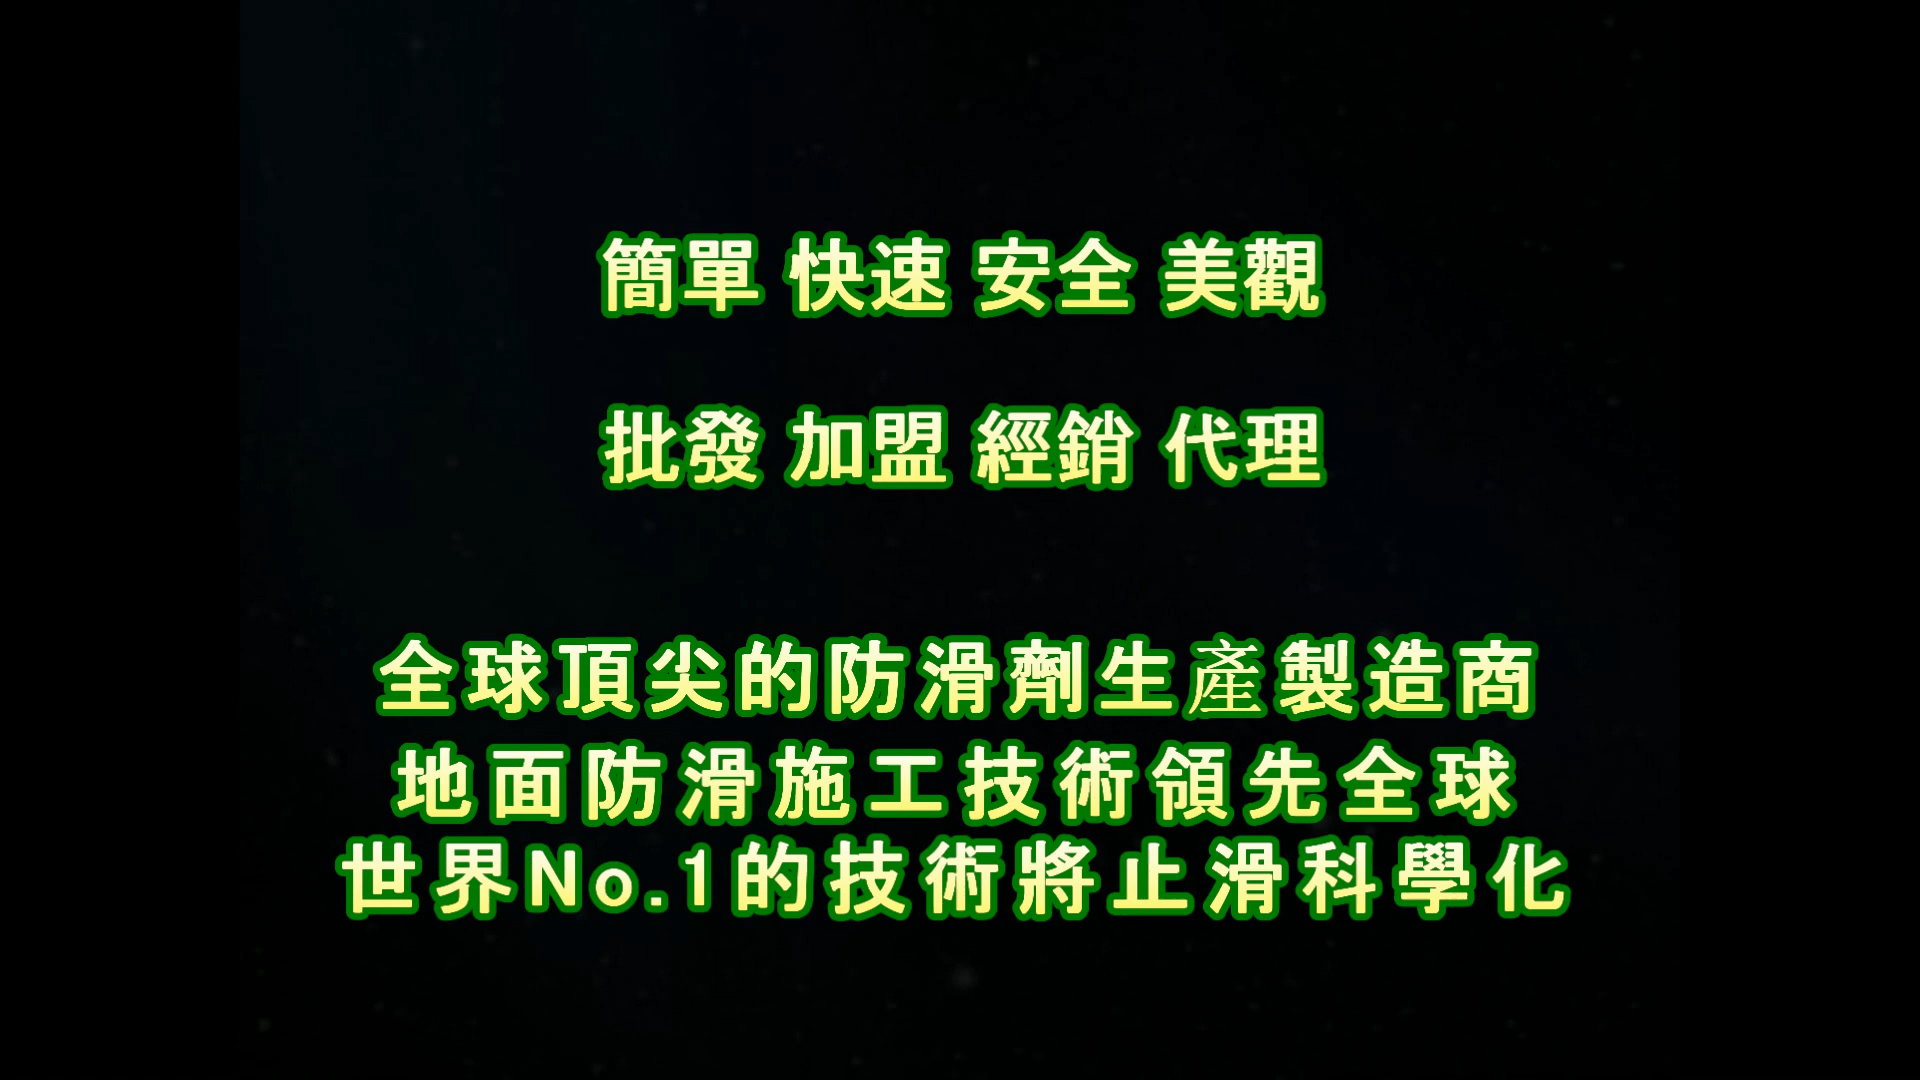 簡單 快速 安全 美觀
批發 加盟 經銷 代理
全球頂尖的防滑劑生產製造商
地面防滑施工技術領先全球
世界No.1的技術將止滑科學化